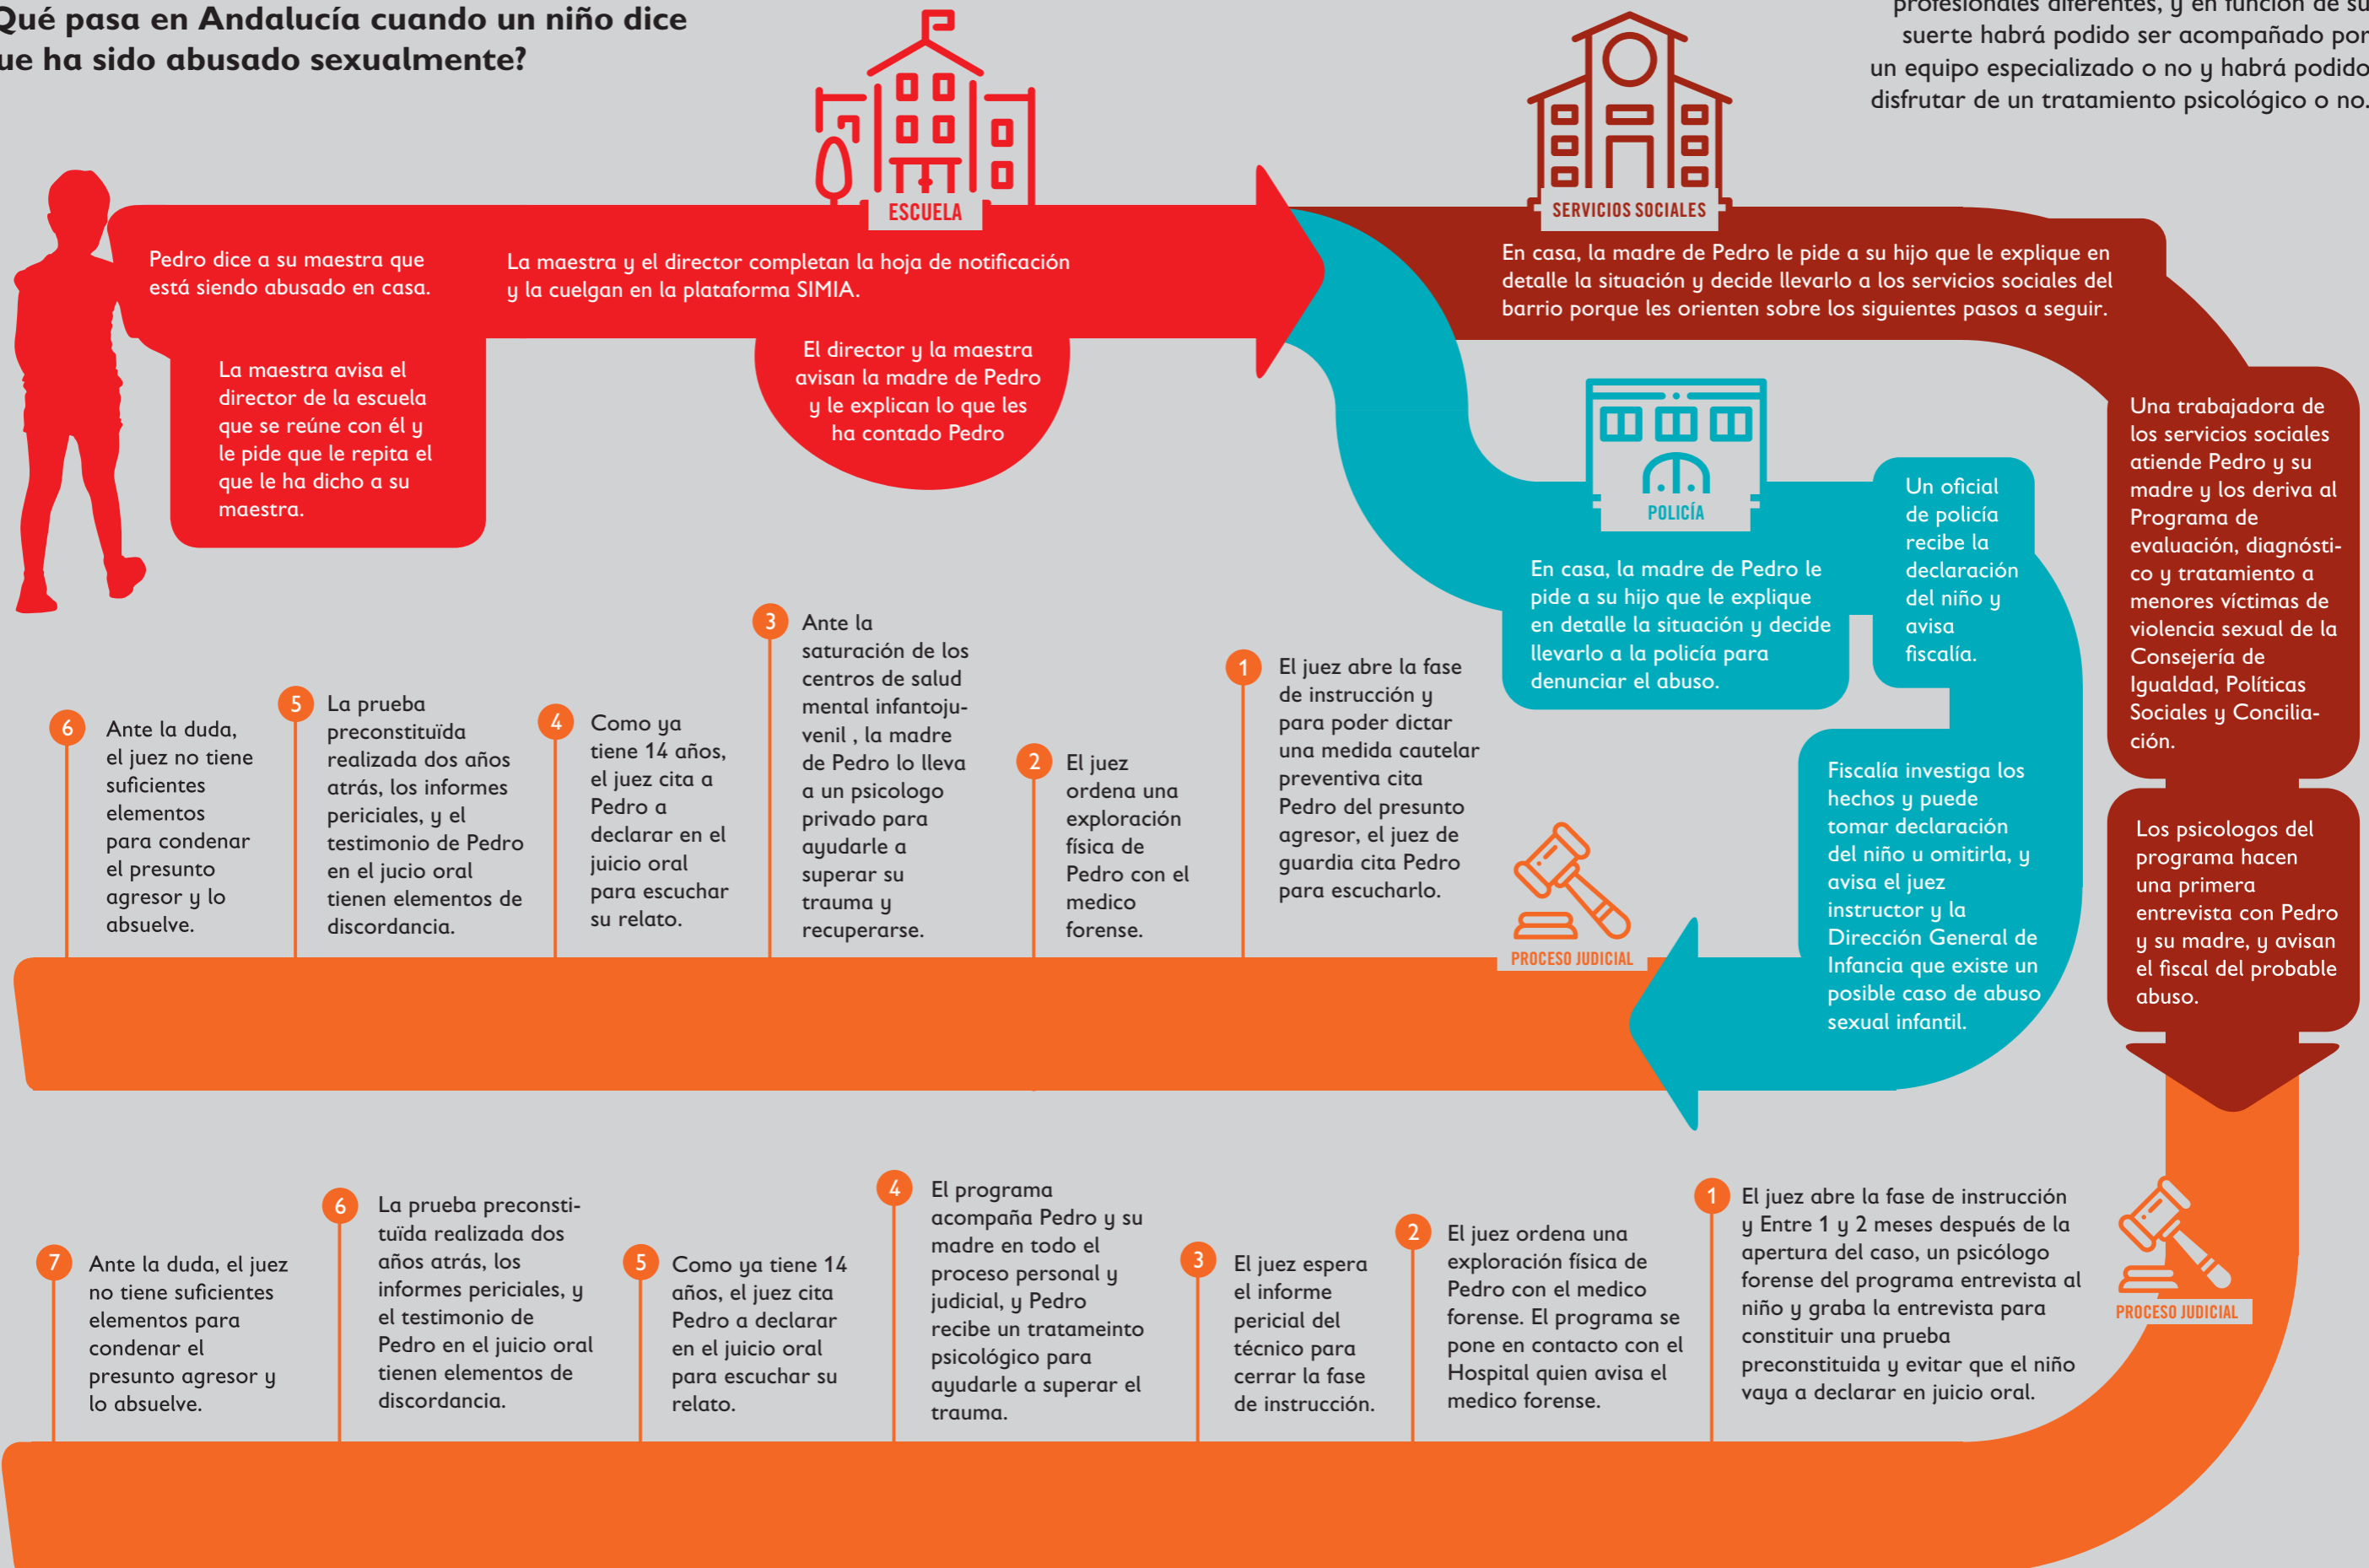 Qué pasa en Andalucía cuando un niño dice
ue ha sido abusado sexualmente?
profesionales diferentes, y en función de su
suerte habrá podido ser acompañado por
un equipo especializado o no y habrá podido
disfrutar de un tratamiento psicológico o no.
ESCUELA
Pedro dice a su maestra que
está siendo abusado en casa.
La maestra avisa el
director de la escuela
que se reúne con él y
le pide que le repita el
que le ha dicho a su
maestra.
La maestra y el director completan la hoja de notificación
y la cuelgan en la plataforma SIMIA.
El director y la maestra
avisan la madre de Pedro
y le explican lo que les
ha contado Pedro
SERVICIOS SOCIALES
En casa, la madre de Pedro le pide a su hijo que le explique en
detalle la situación y decide llevarlo a los servicios sociales del
barrio porque les orienten sobre los siguientes pasos a seguir.
Una trabajadora de
los servicios sociales
atiende Pedro y su
madre y los deriva al
Programa de
evaluación, diagnósti-
co y tratamiento a
menores víctimas de
violencia sexual de la
Consejería de
Igualdad, Políticas
Sociales y Concilia-
ción.
Los psicologos del
programa hacen
una primera
entrevista con Pedro
y su madre, y avisan
el fiscal del probable
abuso.
POLICÍA
En casa, la madre de Pedro le
pide a su hijo que le explique
en detalle la situación y decide
llevarlo a la policía para
denunciar el abuso.
Un oficial
de policía
recibe la
declaración
del niño y
avisa
fiscalía.
Fiscalía investiga los
hechos y puede
tomar declaración
del niño u omitirla, y
avisa el juez
instructor y la
Dirección General de
Infancia que existe un
posible caso de abuso
sexual infantil.
PROCESO JUDICIAL
1
El juez abre la fase
de instrucción y
para poder dictar
una medida cautelar
preventiva cita
Pedro del presunto
agresor, el juez de
guardia cita Pedro
para escucharlo.
2
El juez
ordena una
exploración
física de
Pedro con el
medico
forense.
3
Ante la
saturación de los
centros de salud
mental infantoju-
venil , la madre
de Pedro lo lleva
a un psicologo
privado para
ayudarle a
superar su
trauma y
recuperarse.
4
Como ya
tiene 14 años,
el juez cita a
Pedro a
declarar en el
juicio oral
para escuchar
su relato.
5
La prueba
preconstituïda
realizada dos años
atrás, los informes
periciales, y el
testimonio de Pedro
en el jucio oral
tienen elementos de
discordancia.
6
Ante la duda,
el juez no tiene
suficientes
elementos
para condenar
el presunto
agresor y lo
absuelve.
PROCESO JUDICIAL
1
El juez abre la fase de instrucción
y Entre 1 y 2 meses después de la
apertura del caso, un psicólogo
forense del programa entrevista al
niño y graba la entrevista para
constituir una prueba
preconstituida y evitar que el niño
vaya a declarar en juicio oral.
2
El juez ordena una
exploración física de
Pedro con el medico
forense. El programa se
pone en contacto con el
Hospital quien avisa el
medico forense.
3
El juez espera
el informe
pericial del
técnico para
cerrar la fase
de instrucción.
4
El programa
acompaña Pedro y su
madre en todo el
proceso personal y
judicial, y Pedro
recibe un tratameinto
psicológico para
ayudarle a superar el
trauma.
5
Como ya tiene 14
años, el juez cita
Pedro a declarar
en el juicio oral
para escuchar su
relato.
6
La prueba preconsti-
tuïda realizada dos
años atrás, los
informes periciales, y
el testimonio de
Pedro en el juicio oral
tienen elementos de
discordancia.
7
Ante la duda, el juez
no tiene suficientes
elementos para
condenar el
presunto agresor y
lo absuelve.